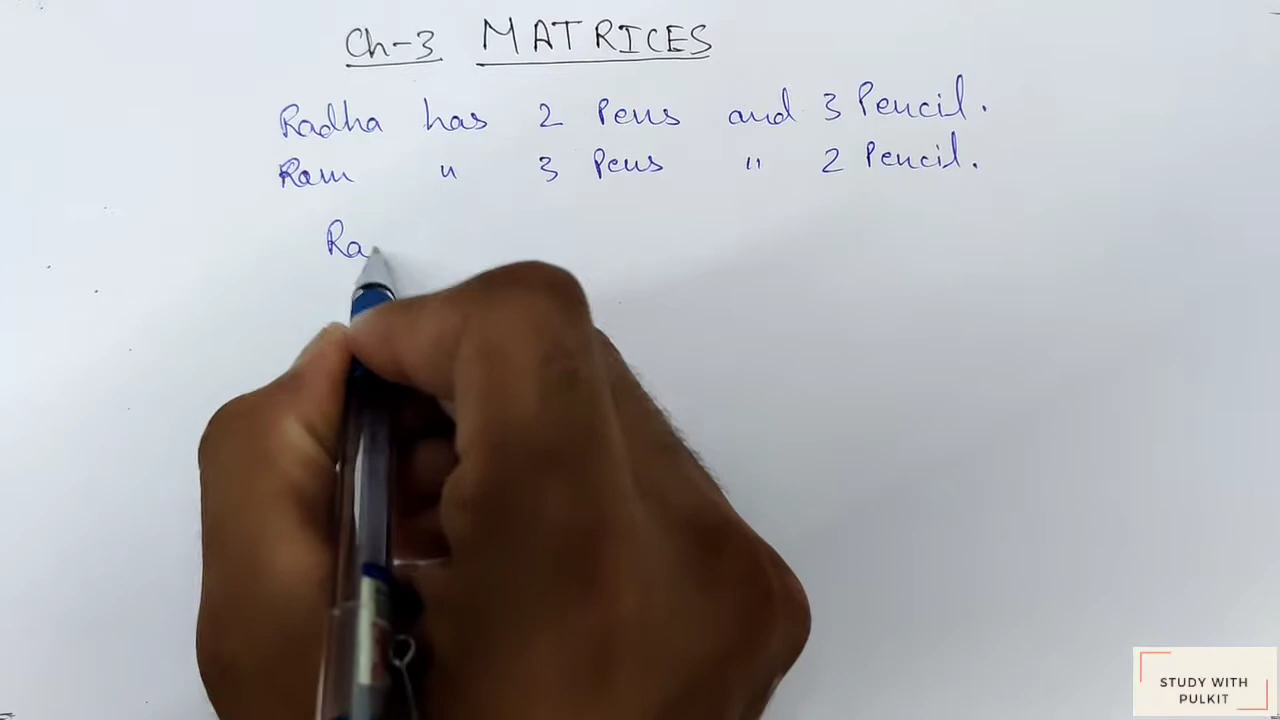 Ch-3 MATRICES
Radha has 2 Pens and 3 Pencil.
Ram " 3 Pens " 2 Pencil.
Ra
STUDY WITH
PULKIT